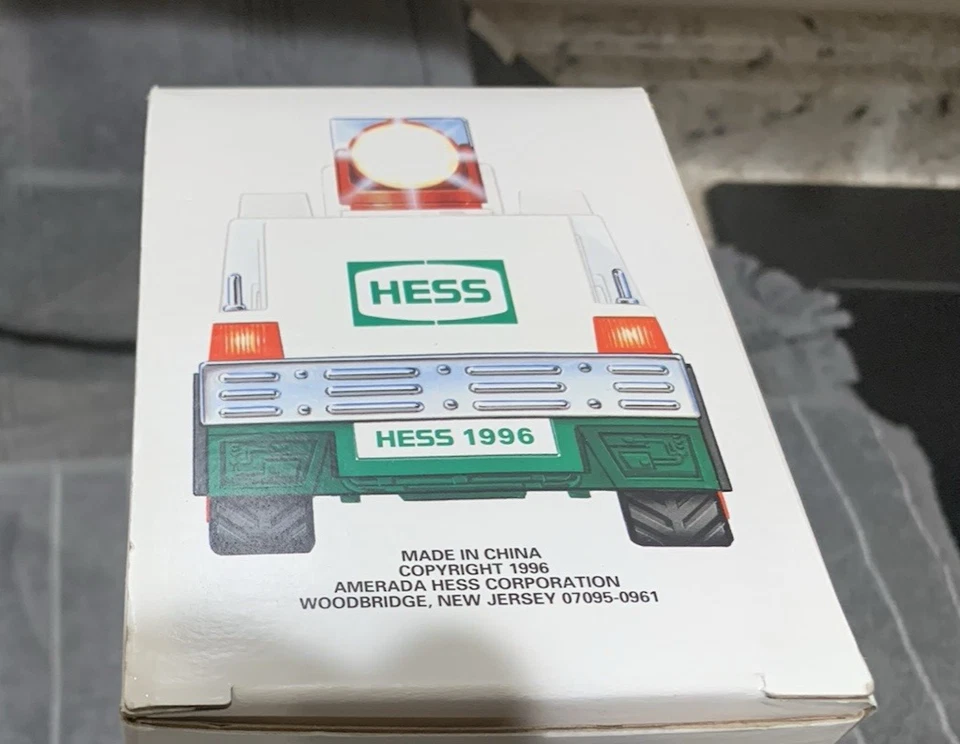 HESS
HESS 1996
MADE IN CHINA
COPYRIGHT 1996
AMERADA HESS CORPORATION
WOODBRIDGE, NEW JERSEY 07095-0961